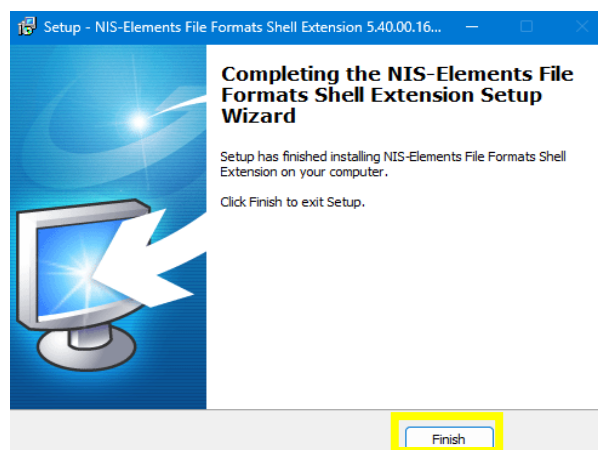 Setup - NIS-Elements File Formats Shell Extension 5.40.00.16...
Completing the NIS-Elements File
Formats Shell Extension Setup
Wizard
Setup has finished installing NIS-Elements File Formats Shell
Extension on your computer.
Click Finish to exit Setup.
Finish